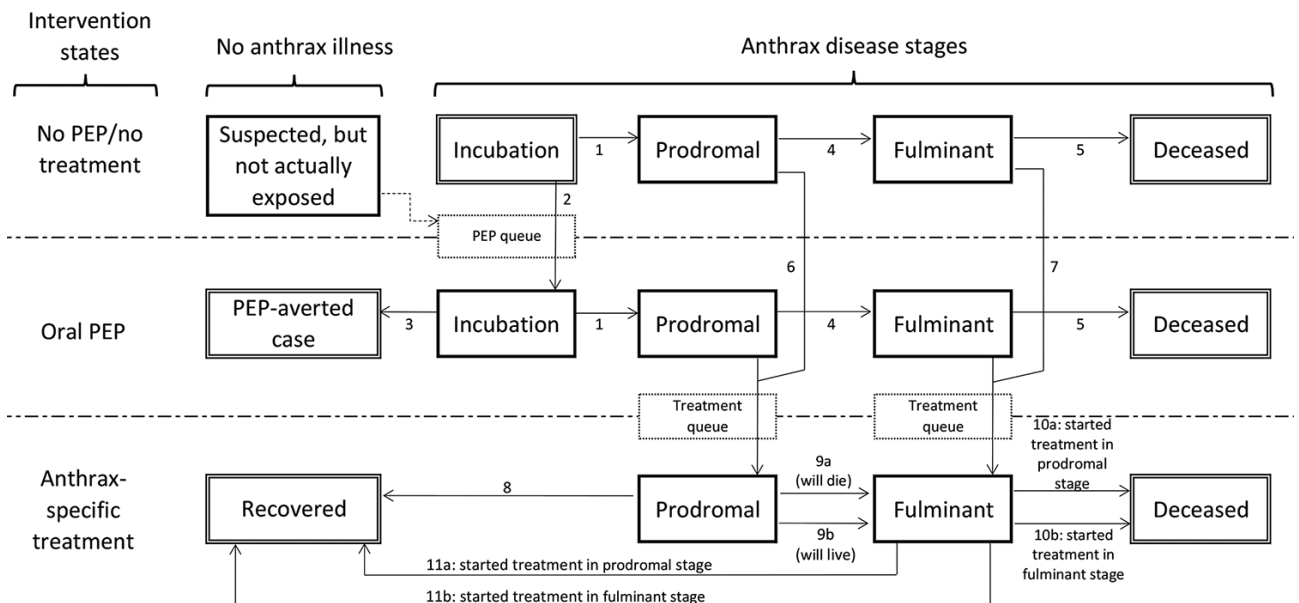 Intervention
states
No anthrax illness
Anthrax disease stages
No PEP/no
treatment
Suspected, but
not actually
exposed
Incubation
1
Prodromal
4
Fulminant
5
Deceased
2
PEP queue
6
7
Oral PEP
PEP-averted
case
3
Incubation
1
Prodromal
4
Fulminant
5
Deceased
Treatment
queue
Treatment
queue
10a: started
treatment in
prodromal
stage
Anthrax-
specific
treatment
Recovered
8
Prodromal
9a
(will die)
9b
(will live)
Fulminant
Deceased
10b: started
treatment in
fulminant stage
11a: started treatment in prodromal stage
11b: started treatment in fulminant stage